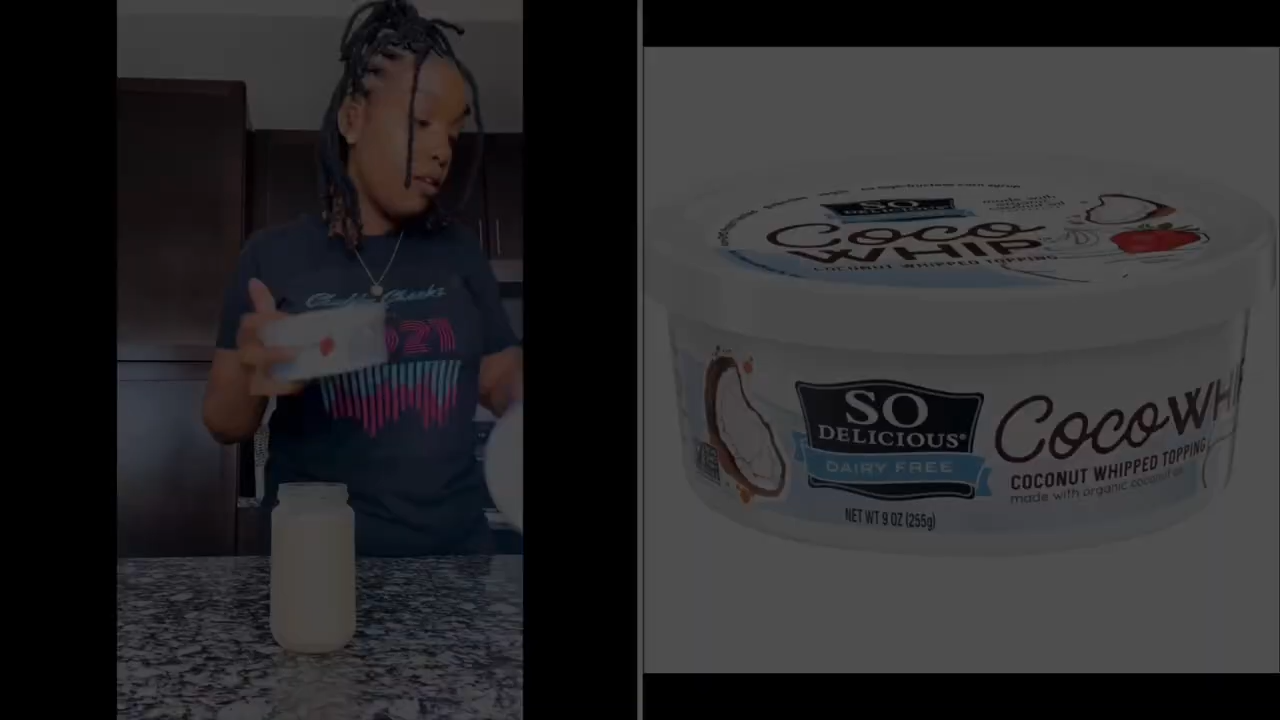 2021
SO
DELICIOUS
Coco
WHIP
COCONUT WHIPPED TOPPING
SO
DELICIOUS®
DAIRY FREE
CocoWHI
COCONUT WHIPPED TOPPING
made with organic coconut oil
NET WT 9 OZ (255g)